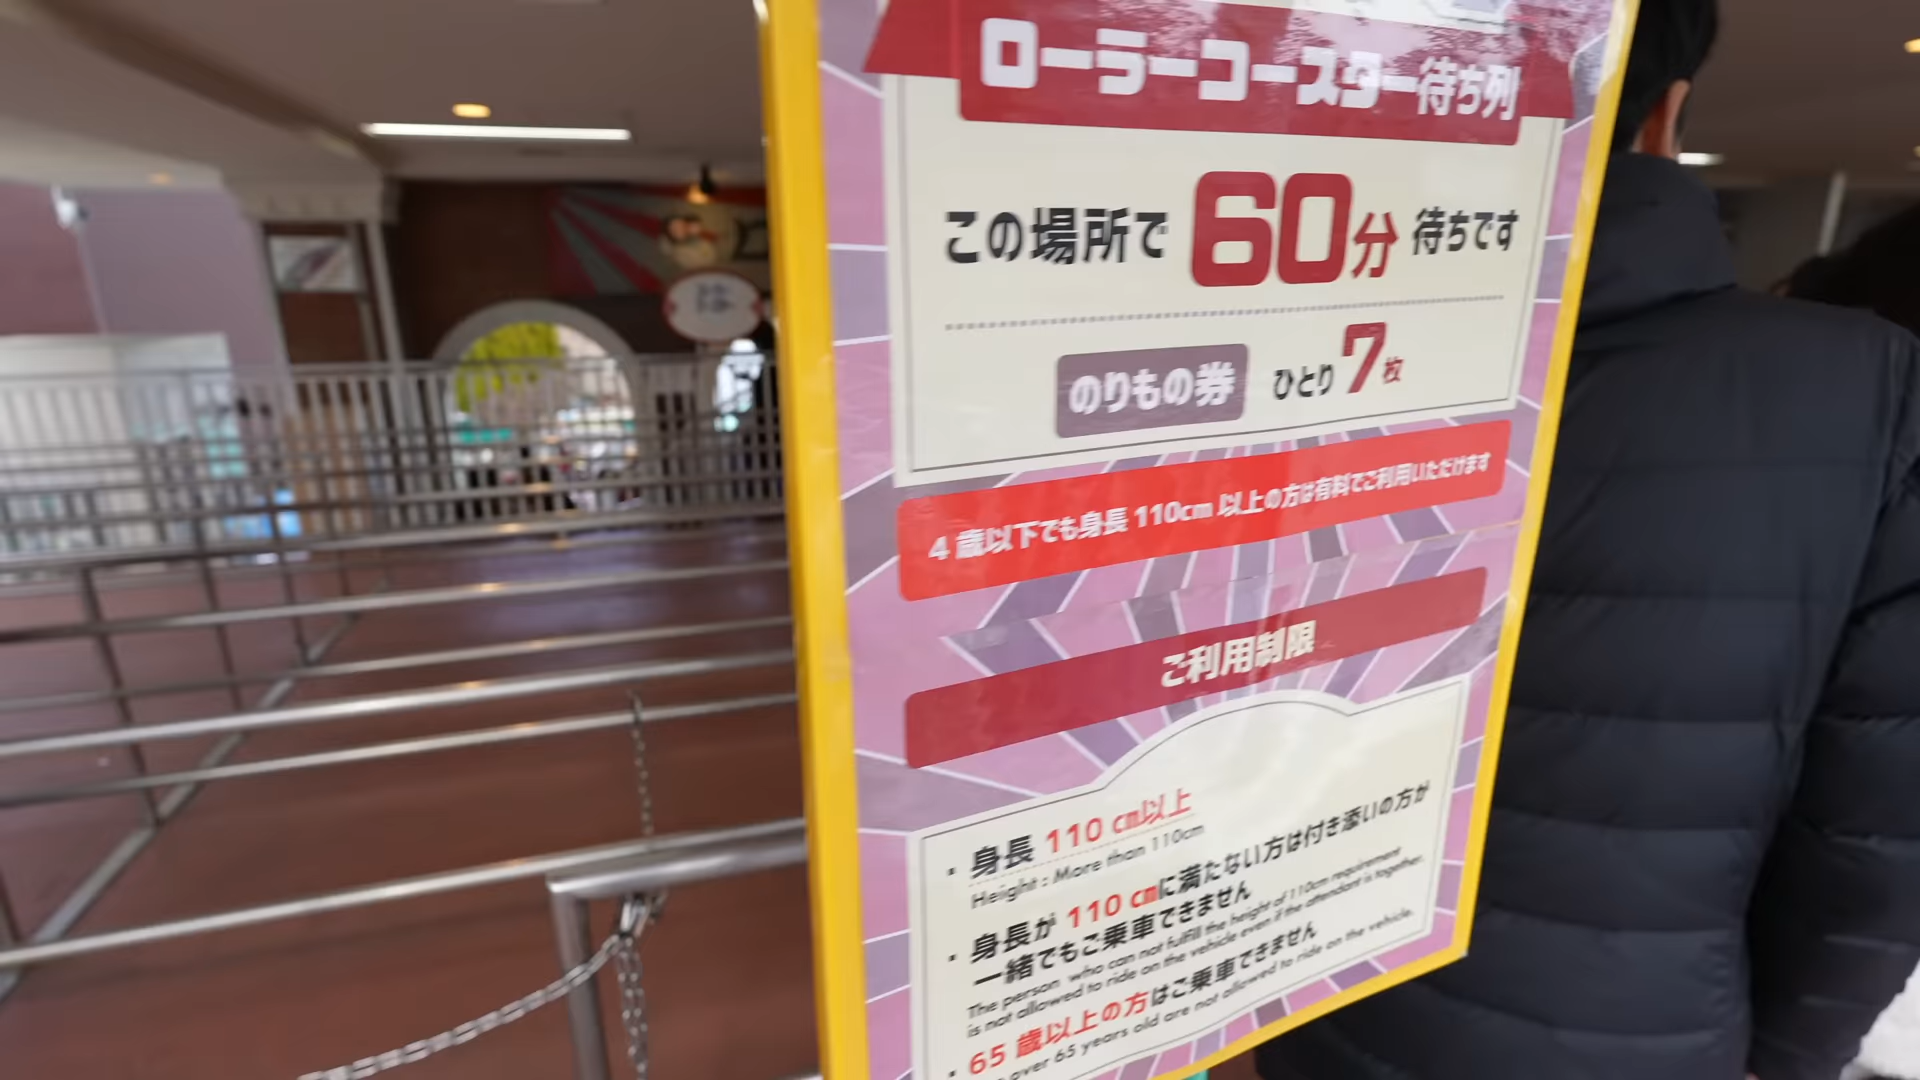 ローラーコースター待ち列
この場所で 60分 待ちです
のりもの券 ひとり 7枚
4歳以下でも身長110cm以上の方は有料でご利用いただけます
ご利用制限
・身長 110cm以上
Height : More than 110cm
・身長が 110cmに満たない方は付き添いの方が
一緒でもご乗車できません
The person who can not fulfill the height of 110cm requirement
is not allowed to ride on the vehicle even if the attendant is together.
・65歳以上の方はご乗車できません
over 65 years old are not allowed to ride on the vehicle.